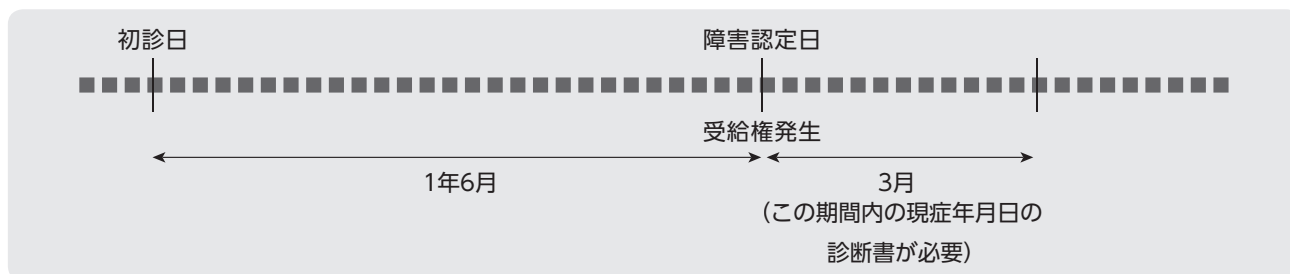 初診日
障害認定日
受給権発生
1年6月
3月
（この期間内の現症年月日の
診断書が必要）